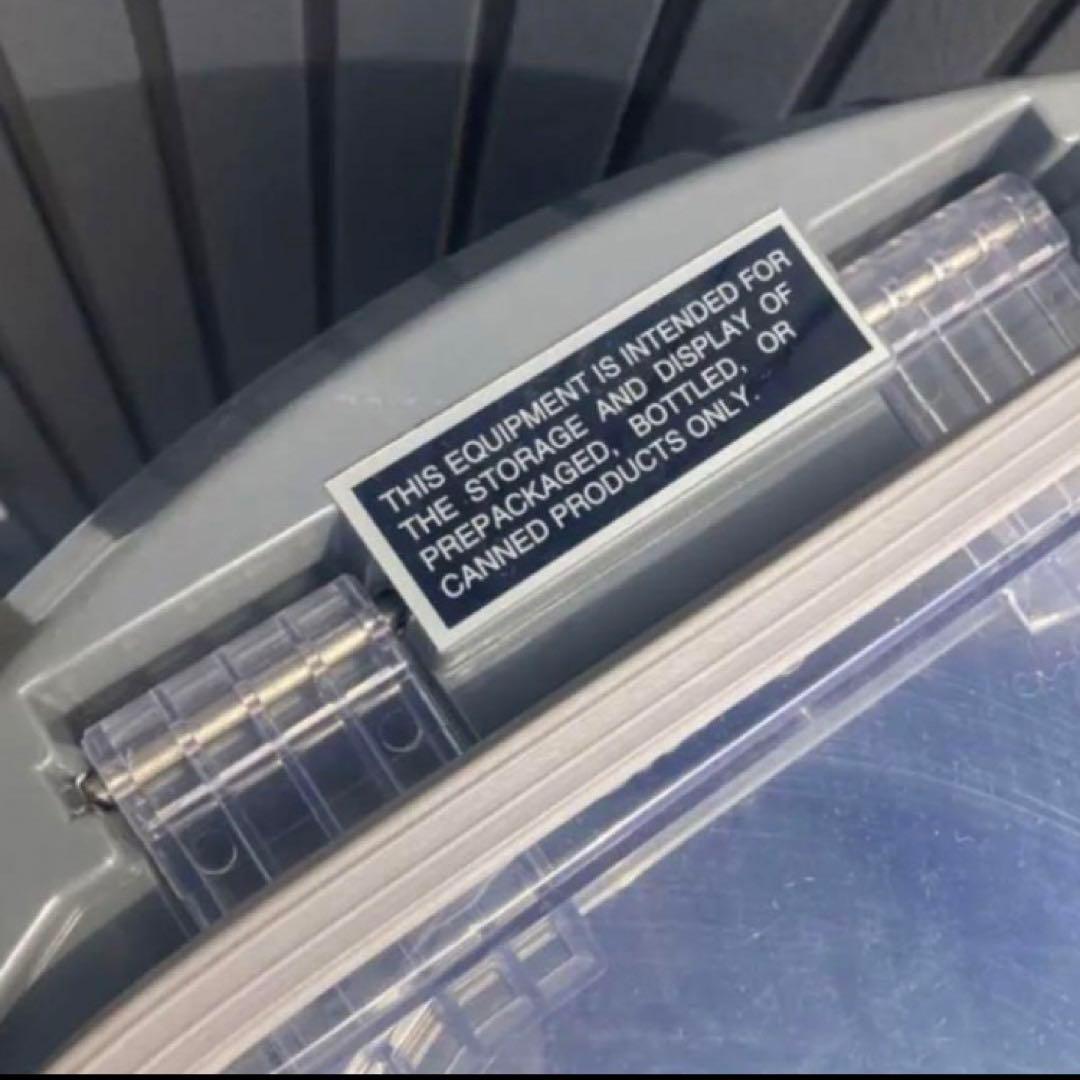 THIS EQUIPMENT IS INTENDED FOR
THE STORAGE AND DISPLAY OF
PREPACKAGED, BOTTLED, OR
CANNED PRODUCTS ONLY.